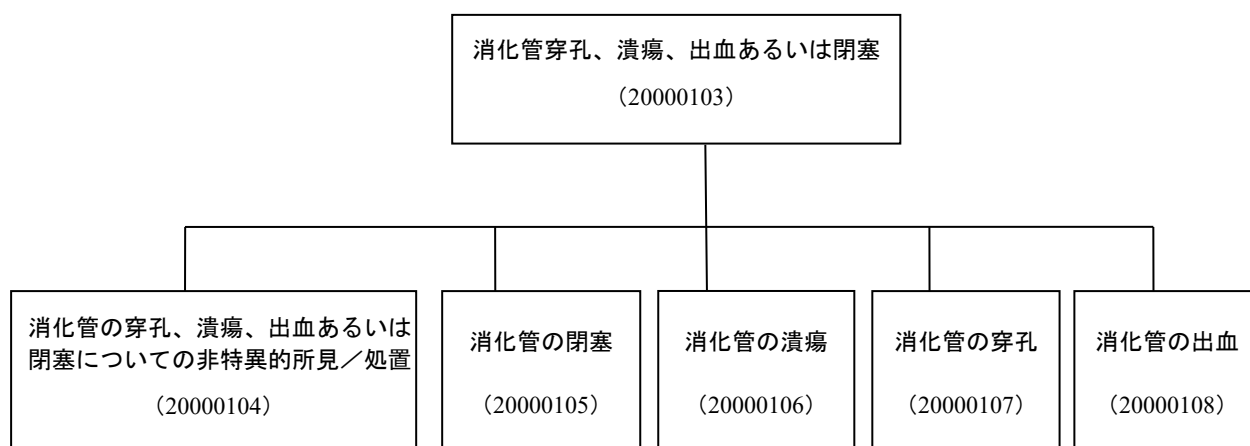 消化管穿孔、潰瘍、出血あるいは閉塞
（20000103）
消化管の穿孔、潰瘍、出血あるいは
閉塞についての非特異的所見／処置
（20000104）
消化管の閉塞
（20000105）
消化管の潰瘍
（20000106）
消化管の穿孔
（20000107）
消化管の出血
（20000108）